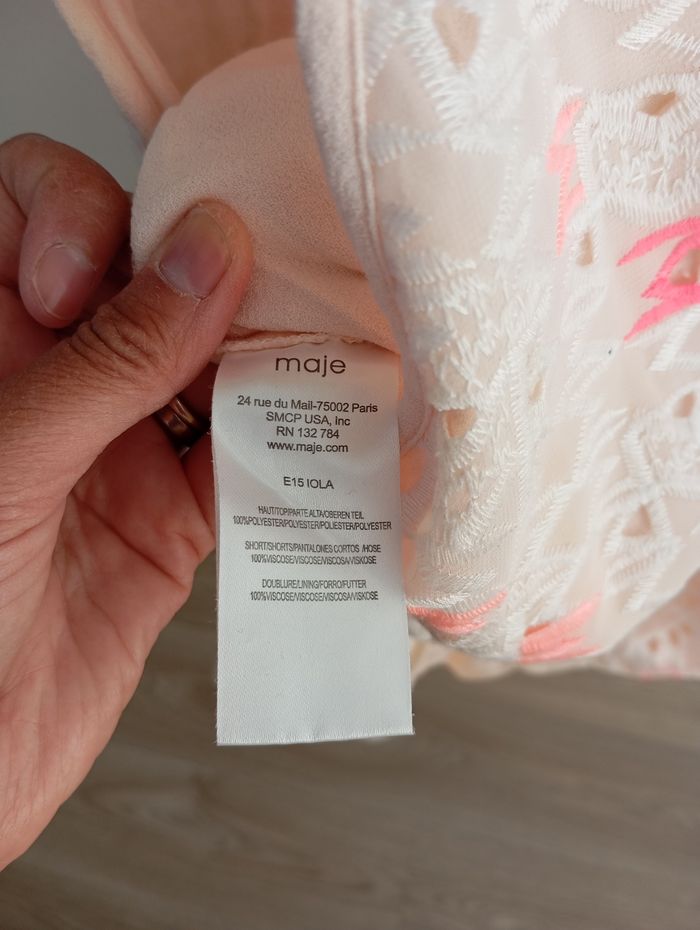 maje
24 rue du Mail-75002 Paris
SMCP USA, Inc
RN 132 784
www.maje.com
E15 IOLA
HAUT/TOP/PARTE ALTA/OBEREN TEIL
100%POLYESTER/POLYESTER/POLIESTER/POLYESTER
SHORT/SHORTS/PANTALONES CORTOS /HOSE
100%VISCOSE/VISCOSE/VISCOSA/VISKOSE
DOUBLURE/LINING/FORRO/FUTTER
100%VISCOSE/VISCOSE/VISCOSA/VISKOSE